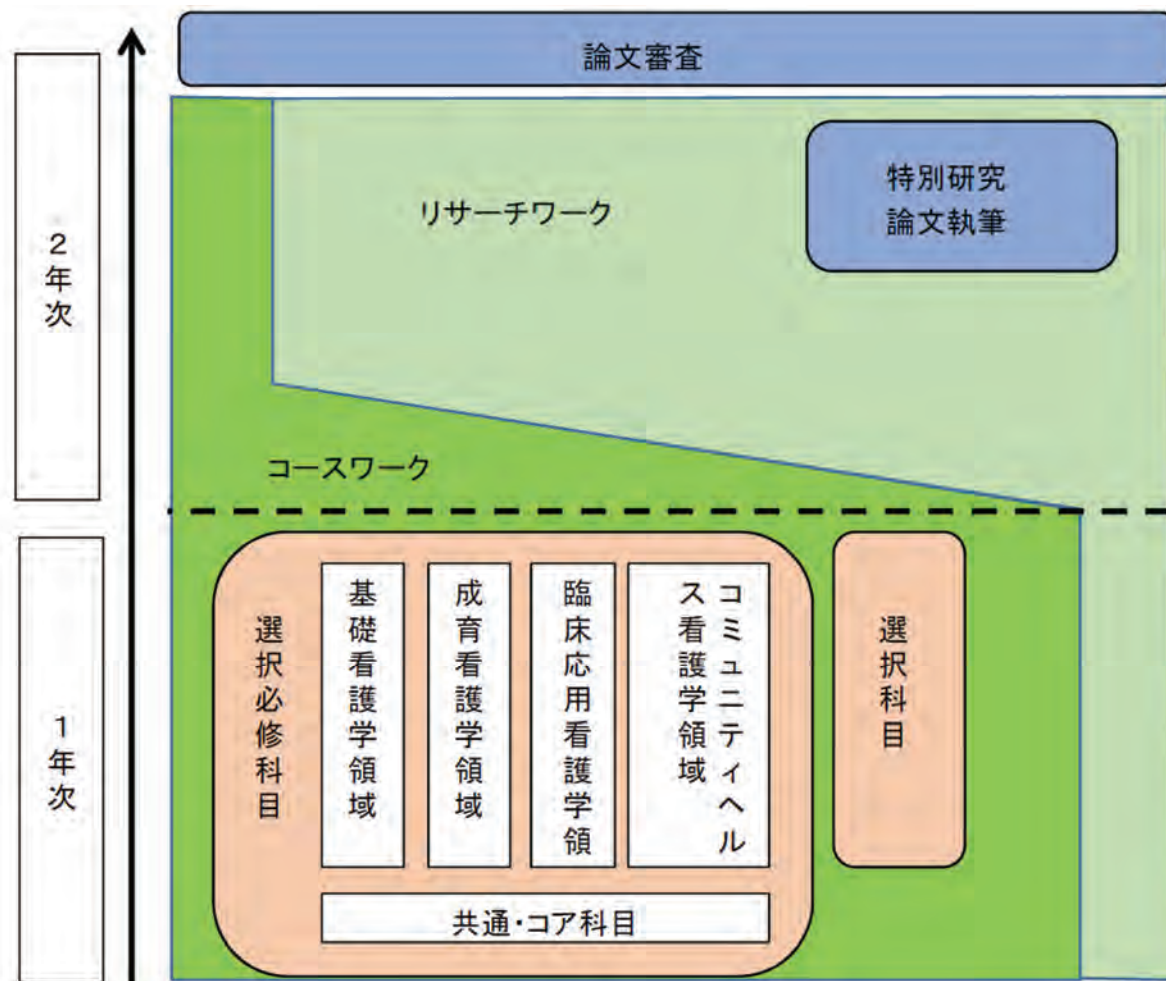 論文審査
2年次
リサーチワーク
特別研究
論文執筆
コースワーク
1年次
選択必修科目
基礎看護学領域
成育看護学領域
臨床応用看護学領
コミュニティヘル
ス看護学領域
選択科目
共通・コア科目